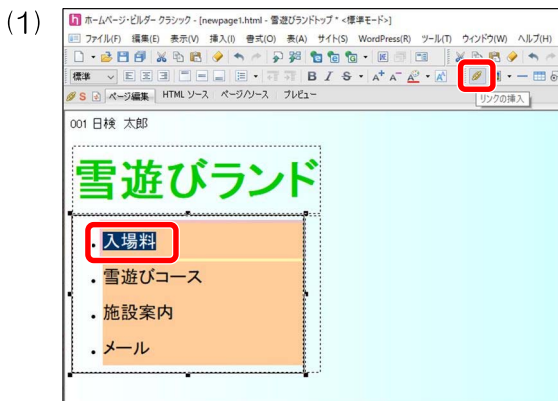 (1)
ホームページ・ビルダー クラシック - [newpage1.html - 雪遊びランドトップ * <標準モード>]
ファイル(F) 編集(E) 表示(V) 挿入(I) 書式(O) 表(A) サイト(S) WordPress(R) ツール(T) ウィンドウ(W) ヘルプ(H)
標準 B I S A+ A- A A
S ページ編集 HTML ソース ページ/ソース プレビュー
リンクの挿入
001 日検 太郎
雪遊びランド
・入場料
・雪遊びコース
・施設案内
・メール